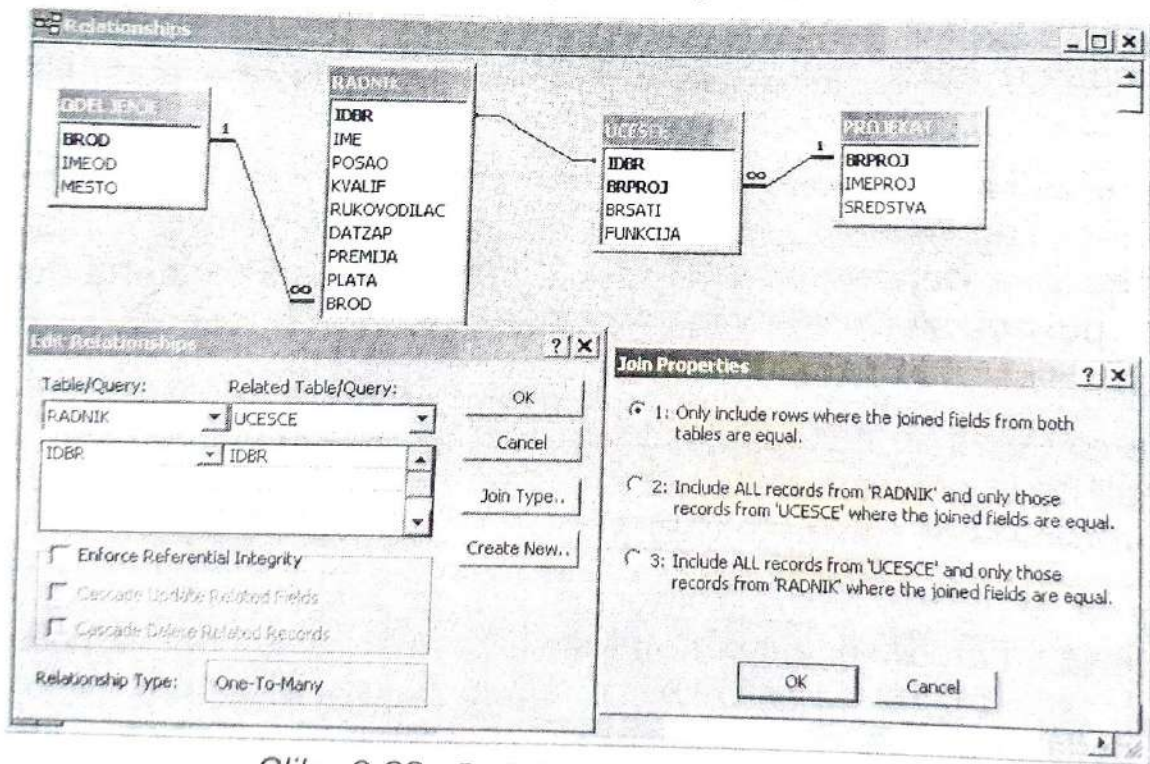 Relationships
ODELJENJE
BROD
IMEOD
MESTO
1
∞
RADNIK
IDBR
IME
POSAO
KVALIF
RUKOVODILAC
DATZAP
PREMIJA
PLATA
BROD
UCESCE
IDBR
BRPROJ
BRSATI
FUNKCIJA
∞
1
BRPROJ
IMEPROJ
SREDSTVA
Edit Relationships
Table/Query: Related Table/Query:
RADNIK UCESCE
IDBR IDBR
OK
Cancel
Join Type..
Create New..
Enforce Referential Integrity
Cascade Update Related Fields
Cascade Delete Related Records
Relationship Type: One-To-Many
Join Properties
1: Only include rows where the joined fields from both
tables are equal.
2: Include ALL records from 'RADNIK' and only those
records from 'UCESCE' where the joined fields are equal.
3: Include ALL records from 'UCESCE' and only those
records from 'RADNIK' where the joined fields are equal.
OK Cancel